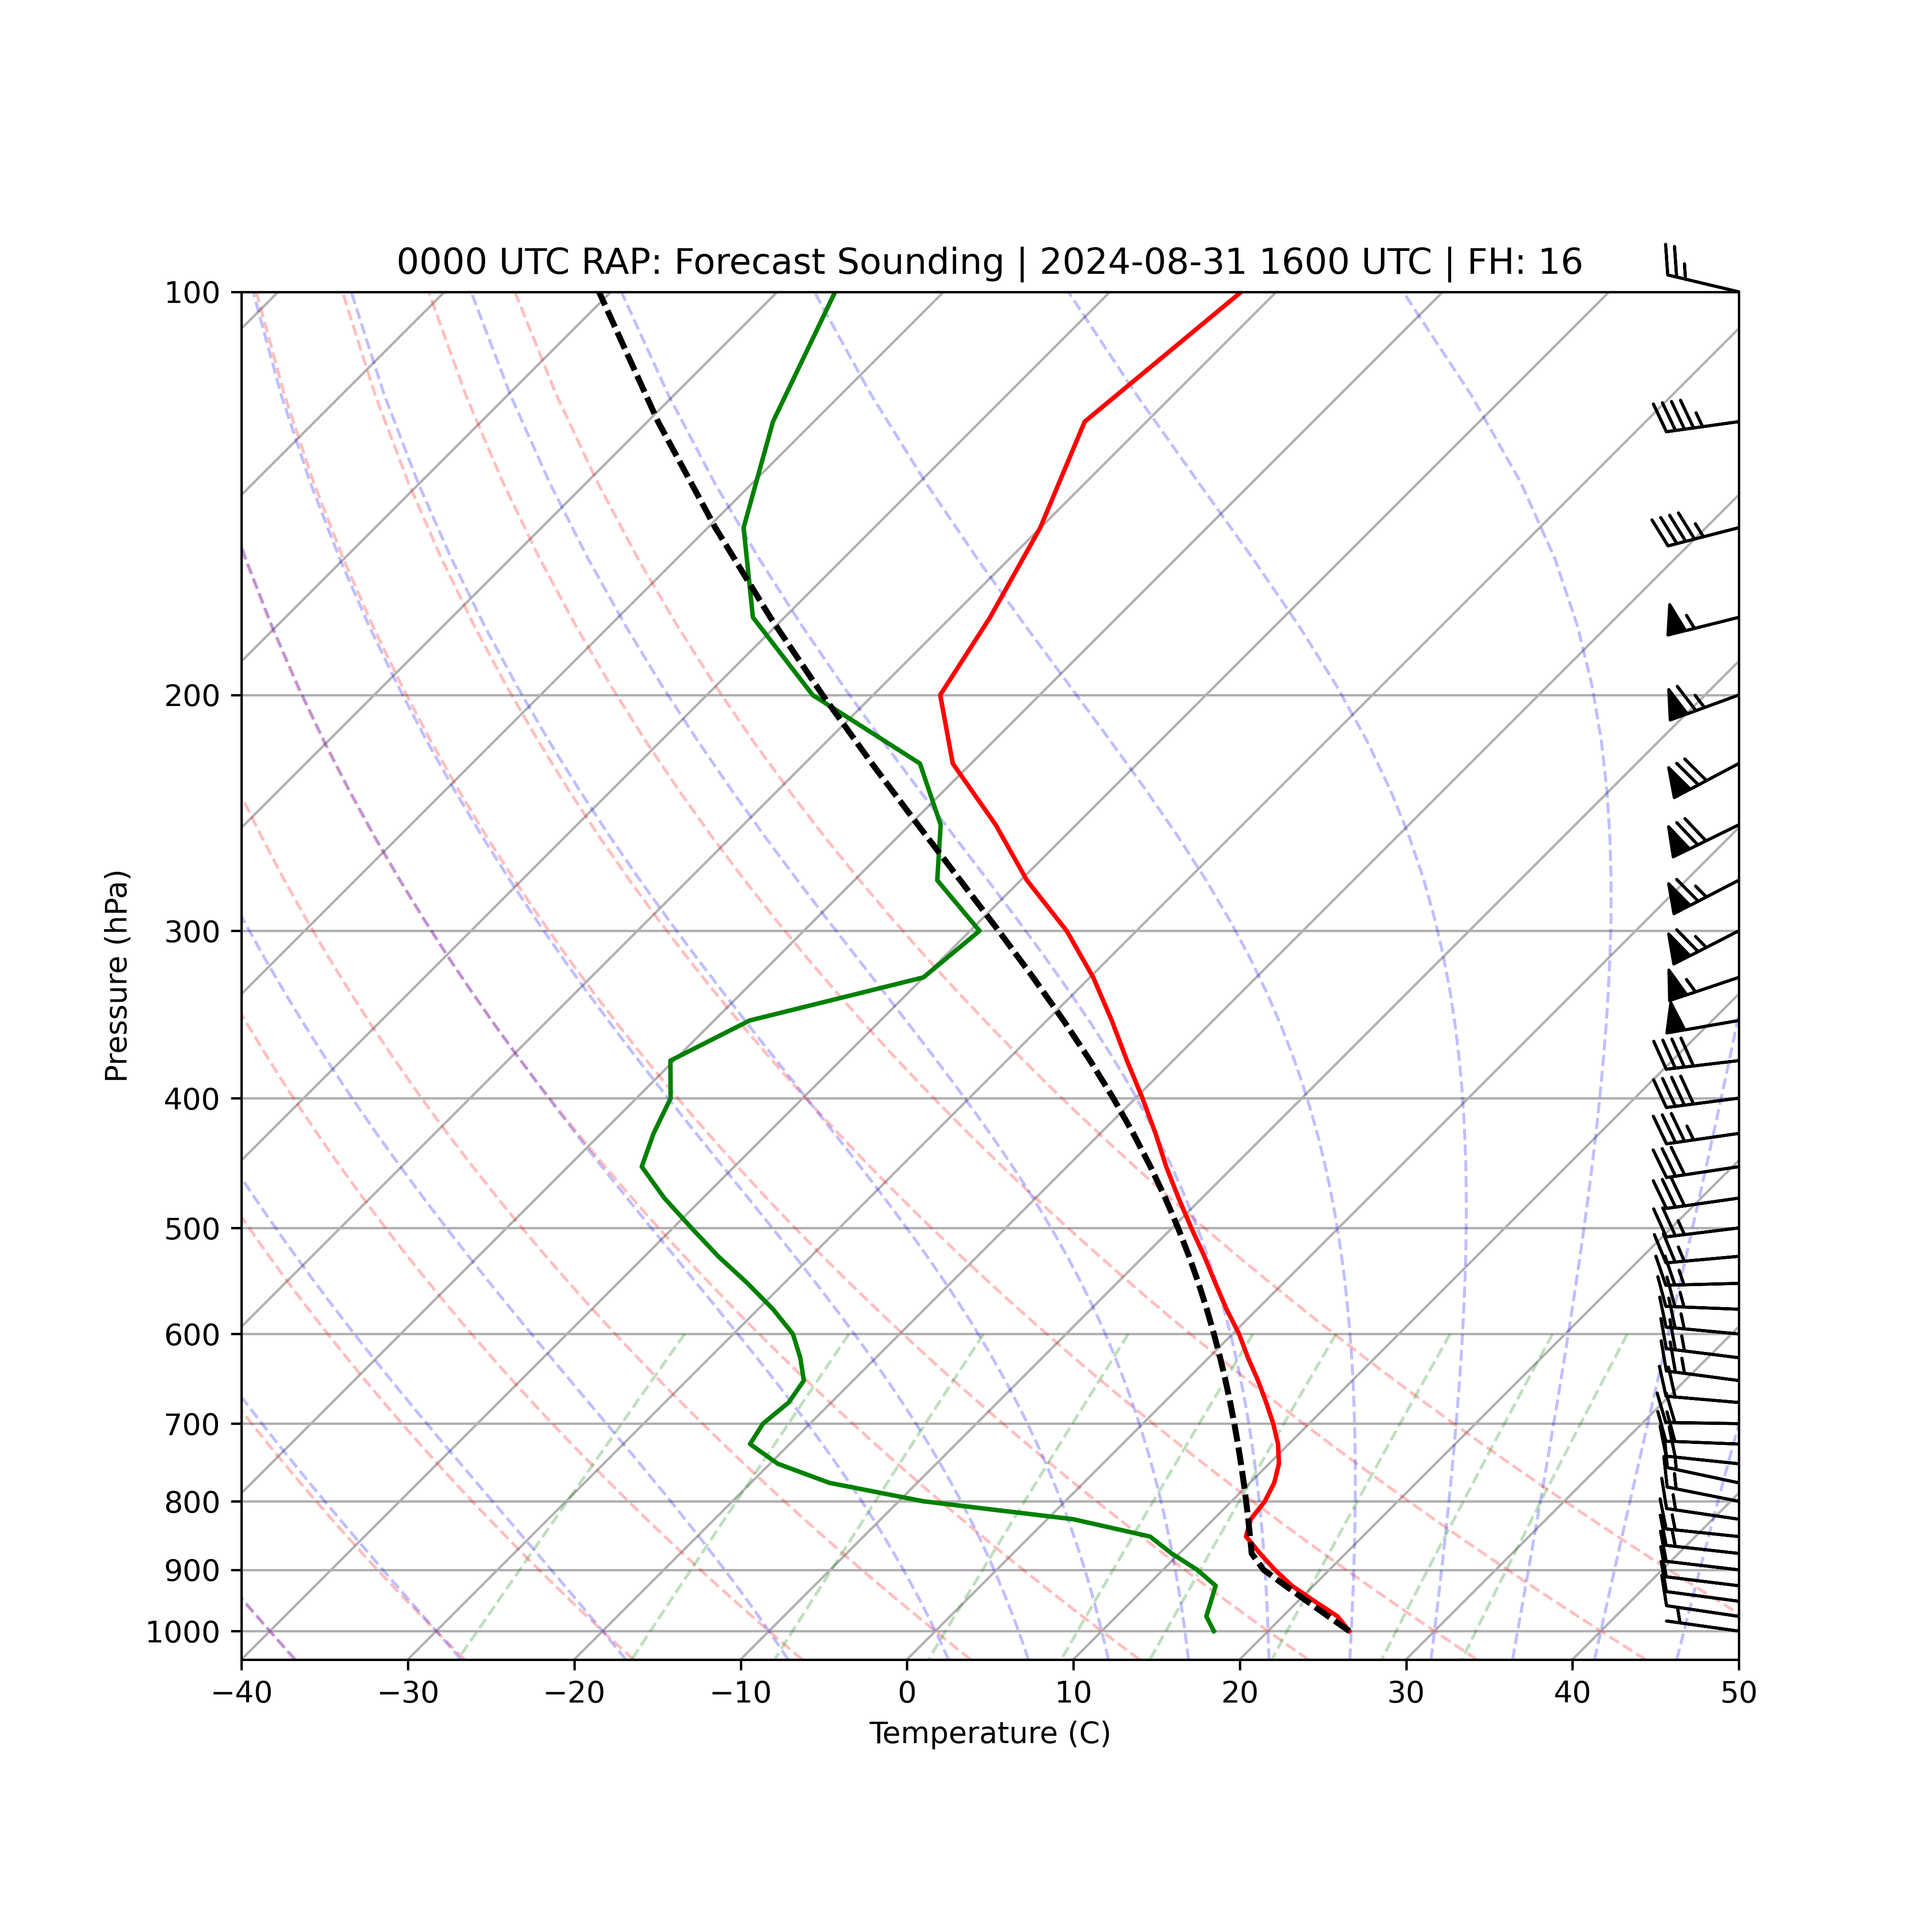 0000 UTC RAP: Forecast Sounding | 2024-08-31 1600 UTC | FH: 16
100
200
300
400
500
600
700
800
900
1000
Pressure (hPa)
−40 −30 −20 −10 0 10 20 30 40 50
Temperature (C)